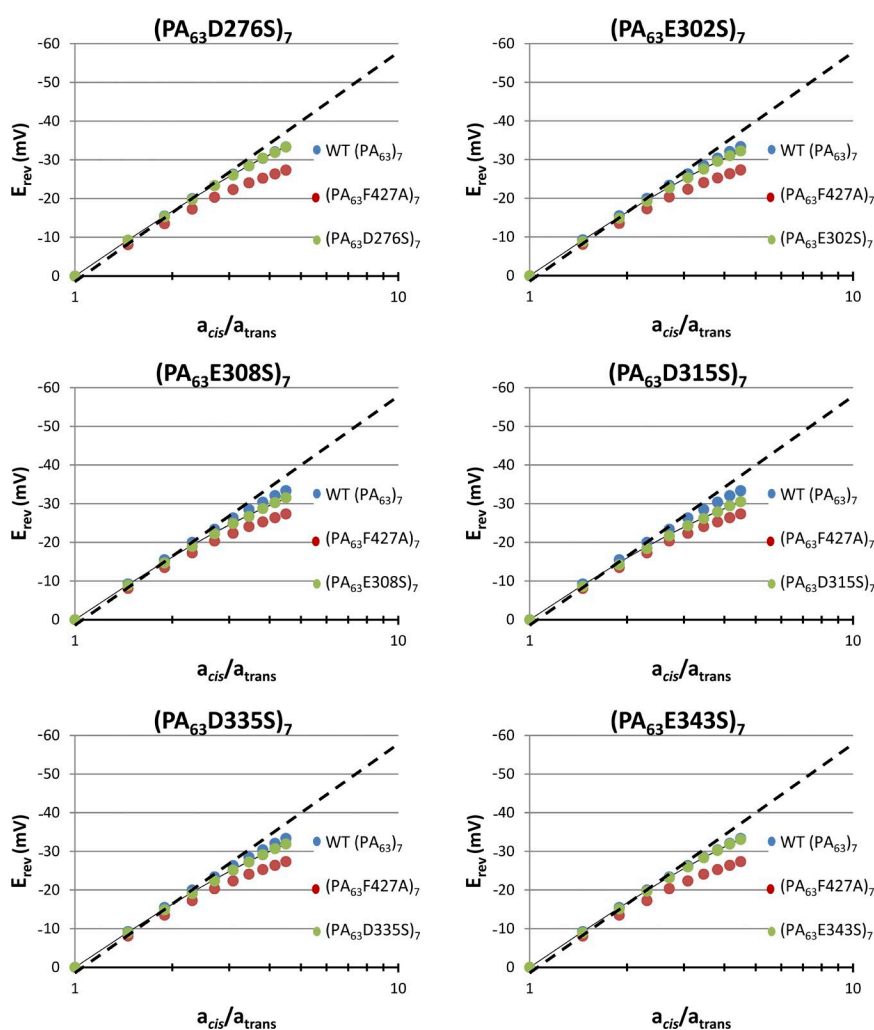 (PA63D276S)7
-60
-50
-40
-30
-20
-10
0
Erev (mV)
WT (PA63)7
(PA63F427A)7
(PA63D276S)7
1
10
acis/atrans
(PA63E302S)7
-60
-50
-40
-30
-20
-10
0
Erev (mV)
WT (PA63)7
(PA63F427A)7
(PA63E302S)7
1
10
acis/atrans
(PA63E308S)7
-60
-50
-40
-30
-20
-10
0
Erev (mV)
WT (PA63)7
(PA63F427A)7
(PA63E308S)7
1
10
acis/atrans
(PA63D315S)7
-60
-50
-40
-30
-20
-10
0
Erev (mV)
WT (PA63)7
(PA63F427A)7
(PA63D315S)7
1
10
acis/atrans
(PA63D335S)7
-60
-50
-40
-30
-20
-10
0
Erev (mV)
WT (PA63)7
(PA63F427A)7
(PA63D335S)7
1
10
acis/atrans
(PA63E343S)7
-60
-50
-40
-30
-20
-10
0
Erev (mV)
WT (PA63)7
(PA63F427A)7
(PA63E343S)7
1
10
acis/atrans